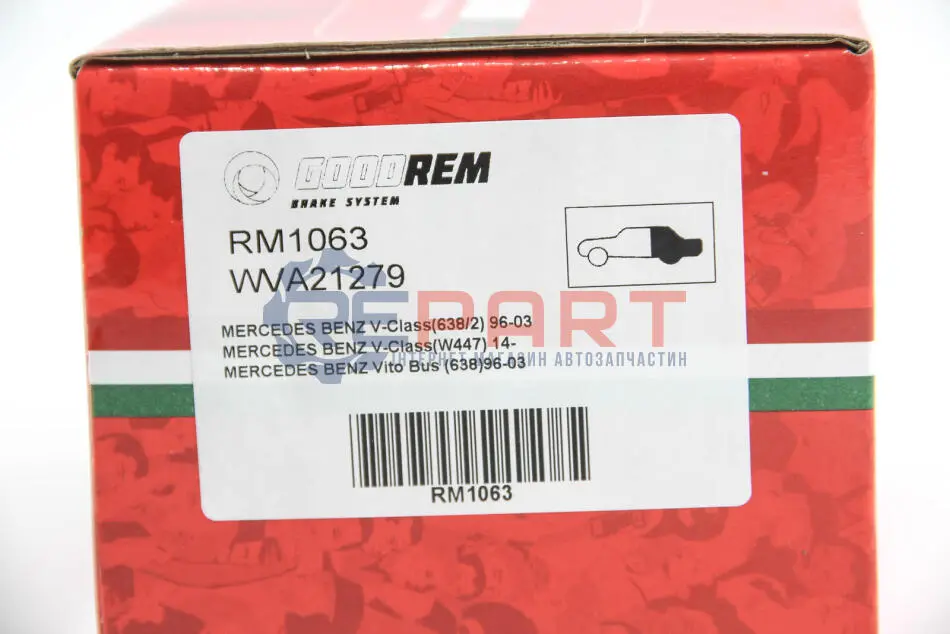 GOODREM
BRAKE SYSTEM
RM1063
WVA21279
REPART
MERCEDES BENZ V-Class(638/2) 96-03
MERCEDES BENZ V-Class(W447) 14-
ІНТЕРНЕТ МАГАЗИН АВТОЗАПЧАСТИН
MERCEDES BENZ Vito Bus (638)96-03
RM1063